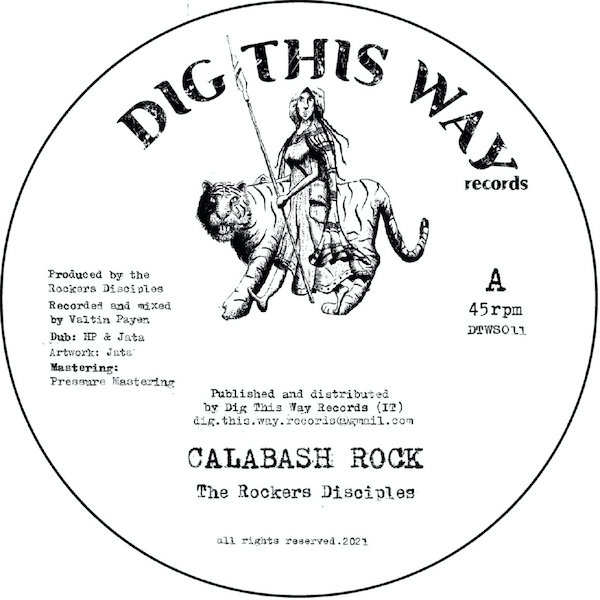 DIG THIS WAY
records
A
45rpm
DTWS011
Produced by the
Rockers Disciples
Recorded and mixed
by Valtin Payen
Dub: HP & Jata
Artwork: Jata
Mastering:
Pressure Mastering
Published and distributed
by Dig This Way Records (IT)
dig.this.way.records@gmail.com
CALABASH ROCK
The Rockers Disciples
all rights reserved.2021